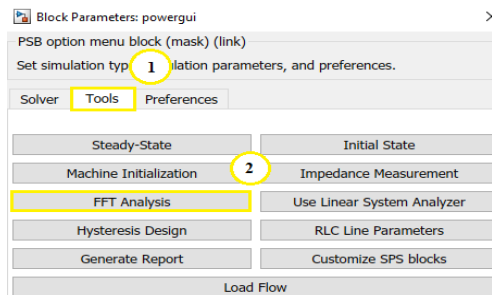 Block Parameters: powergui
PSB option menu block (mask) (link)
Set simulation typ 1 ulation parameters, and preferences.
Solver Tools Preferences
Steady-State Initial State
Machine Initialization 2 Impedance Measurement
FFT Analysis Use Linear System Analyzer
Hysteresis Design RLC Line Parameters
Generate Report Customize SPS blocks
Load Flow